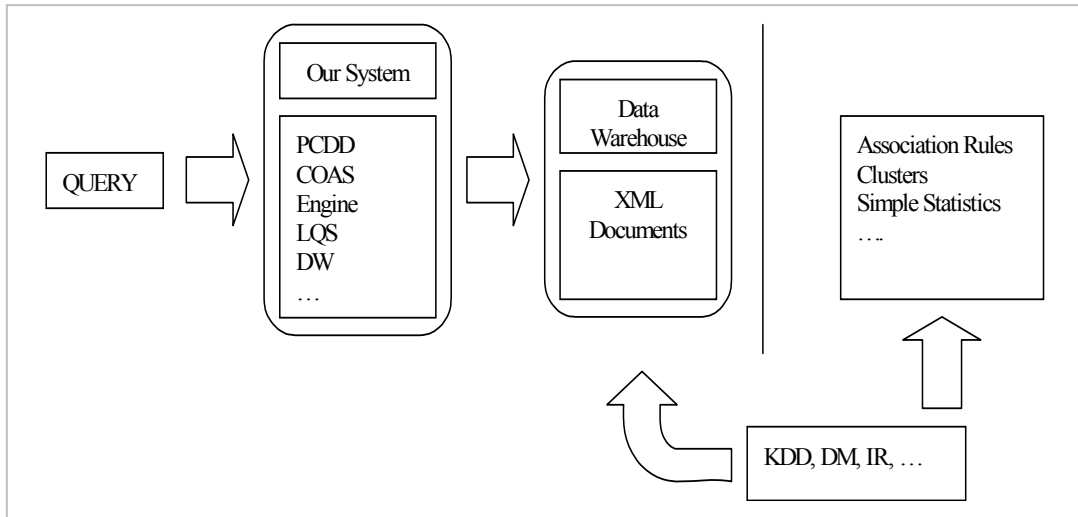 QUERY
Our System
PCDD
COAS
Engine
LQS
DW
…
Data
Warehouse
XML
Documents
Association Rules
Clusters
Simple Statistics
….
KDD, DM, IR, …